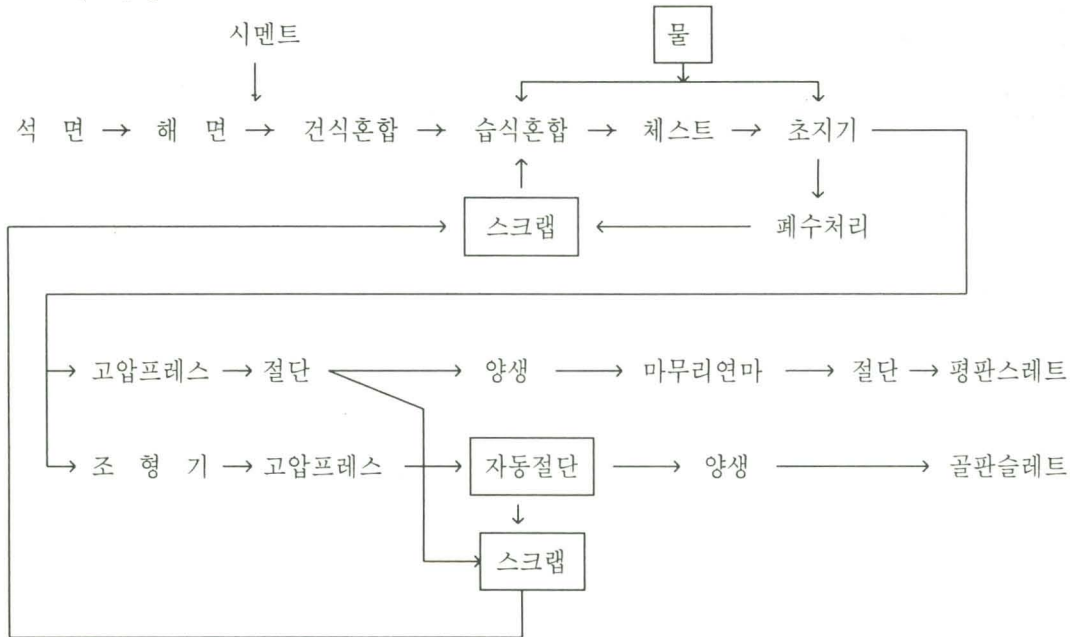 시멘트 물
석 면 → 해 면 → 건식혼합 → 습식혼합 → 체스트 → 초지기
스크랩 ← 폐수처리
고압프레스 → 절단 → 양생 → 마무리연마 → 절단 → 평판스레트
조 형 기 → 고압프레스 → 자동절단 → 양생 → 골판슬레트
스크랩